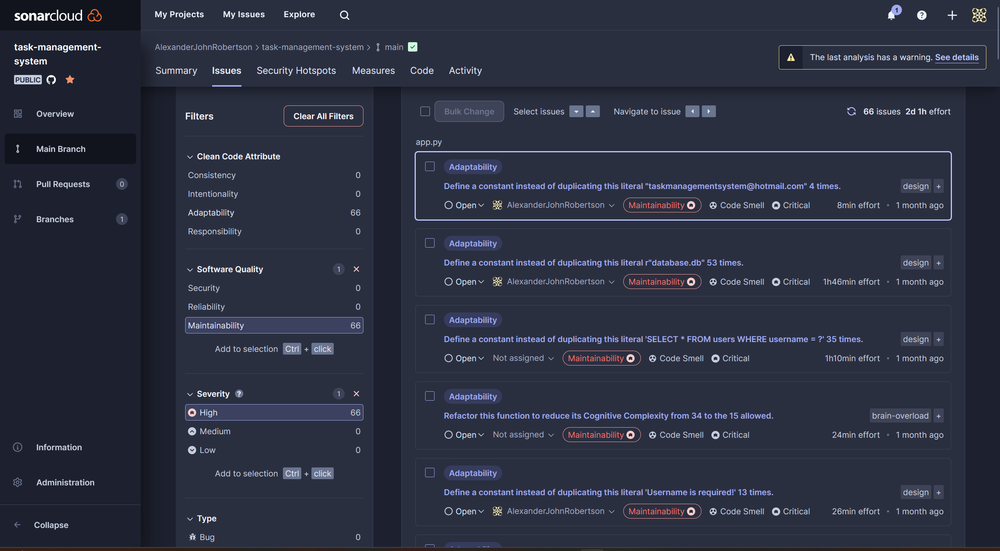 sonarcloud
My Projects My Issues Explore
1
task-management-
system
PUBLIC
Overview
Main Branch
Pull Requests 0
Branches 1
Information
Administration
Collapse
AlexanderJohnRobertson > task-management-system > main
The last analysis has a warning. See details
Summary Issues Security Hotspots Measures Code Activity
Filters
Clear All Filters
Clean Code Attribute
Consistency 0
Intentionality 0
Adaptability 66
Responsibility 0
Software Quality 1
Security 0
Reliability 0
Maintainability 66
Add to selection Ctrl + click
Severity ? 1
High 66
Medium 0
Low 0
Add to selection Ctrl + click
Type
Bug 0
Bulk Change Select issues Navigate to issue 66 issues 2d 1h effort
app.py
Adaptability
Define a constant instead of duplicating this literal "taskmanagementsystem@hotmail.com" 4 times. design +
Open AlexanderJohnRobertson Maintainability Code Smell Critical 8min effort • 1 month ago
Adaptability
Define a constant instead of duplicating this literal r"database.db" 53 times. design +
Open AlexanderJohnRobertson Maintainability Code Smell Critical 1h46min effort • 1 month ago
Adaptability
Define a constant instead of duplicating this literal 'SELECT * FROM users WHERE username = ?' 35 times. design +
Open Not assigned Maintainability Code Smell Critical 1h10min effort • 1 month ago
Adaptability
Refactor this function to reduce its Cognitive Complexity from 34 to the 15 allowed. brain-overload +
Open Not assigned Maintainability Code Smell Critical 24min effort • 1 month ago
Adaptability
Define a constant instead of duplicating this literal 'Username is required!' 13 times. design +
Open AlexanderJohnRobertson Maintainability Code Smell Critical 26min effort • 1 month ago